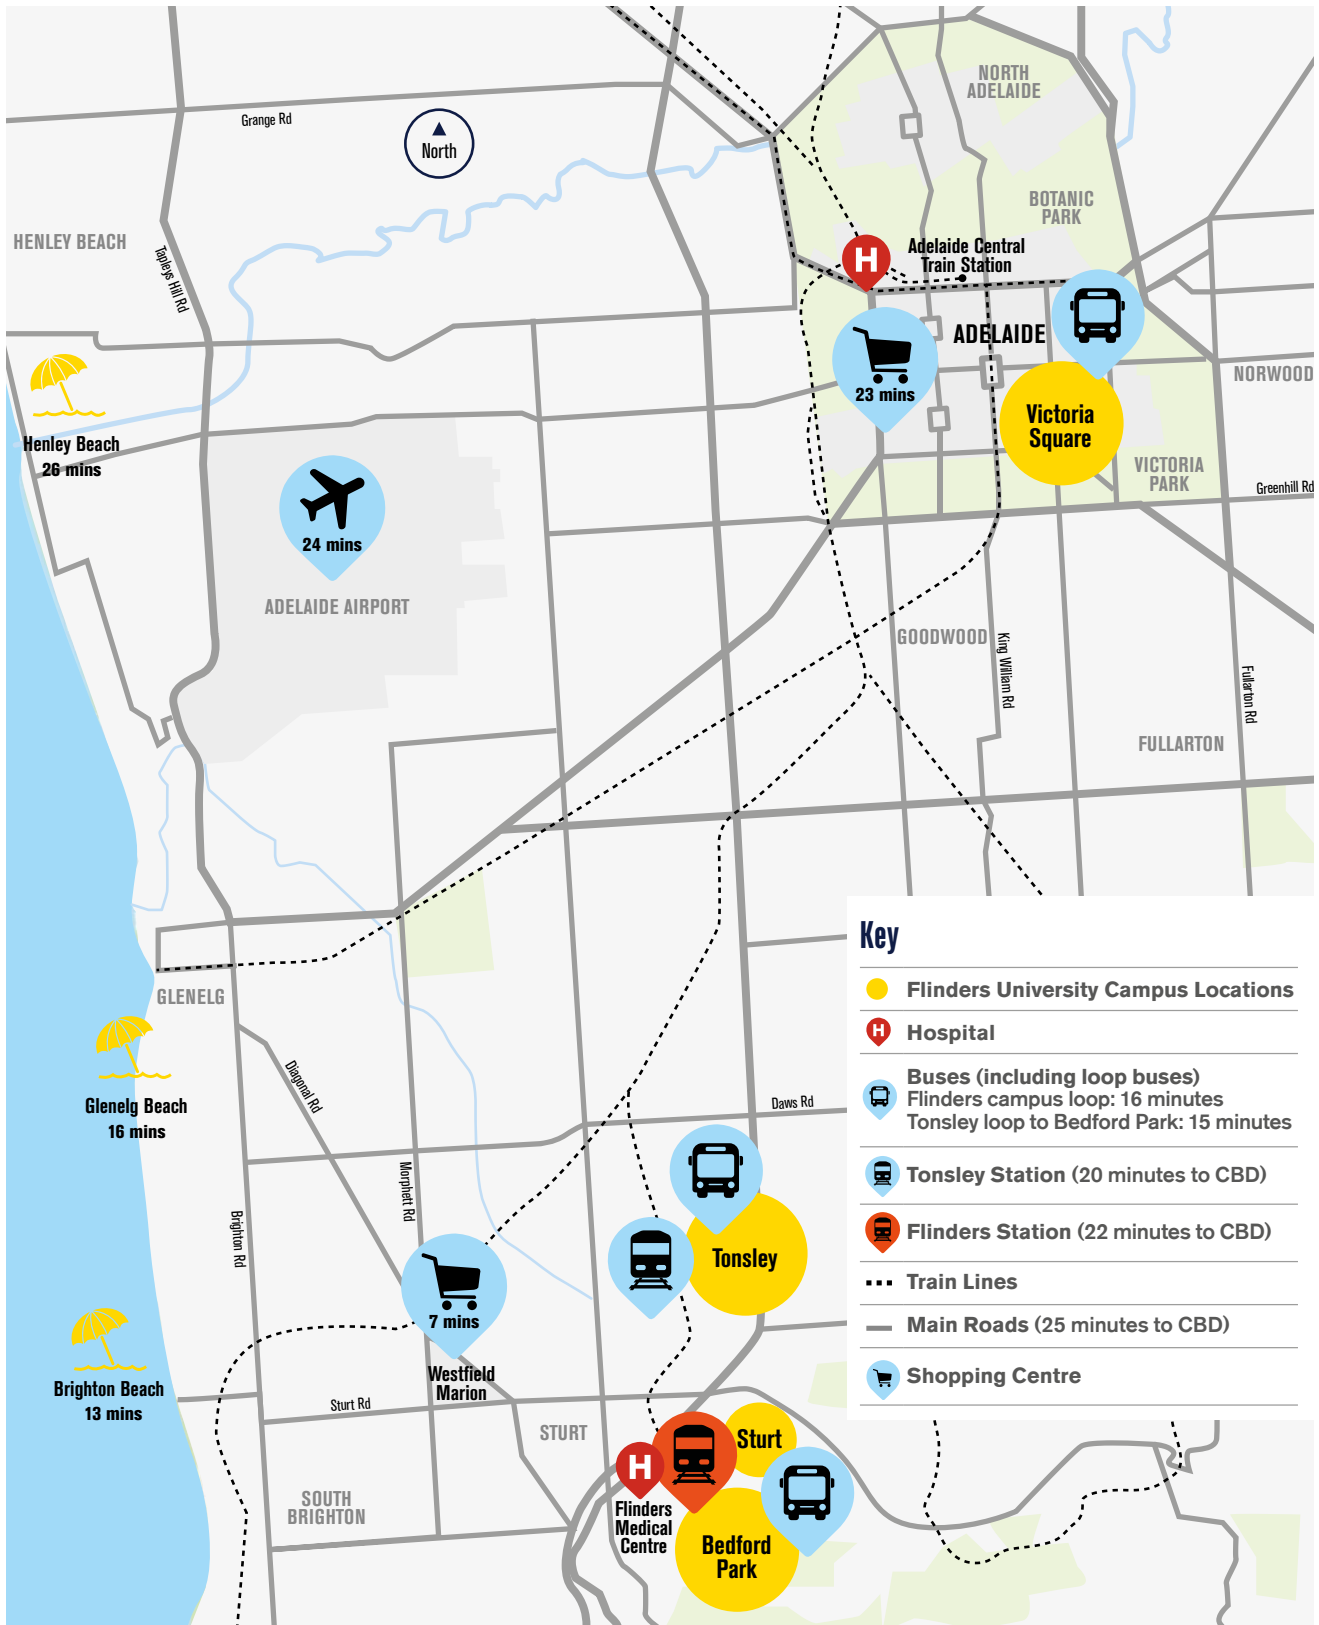 NORTH
ADELAIDE
Grange Rd
North
BOTANIC
PARK
HENLEY BEACH
Tapleys Hill Rd
H
Adelaide Central
Train Station
ADELAIDE
NORWOOD
23 mins
Victoria
Square
Henley Beach
26 mins
VICTORIA
PARK
Greenhill Rd
24 mins
ADELAIDE AIRPORT
GOODWOOD
King William Rd
Fullarton Rd
FULLARTON
GLENELG
Diagonal Rd
Glenelg Beach
16 mins
Daws Rd
Morphett Rd
Brighton Rd
Tonsley
7 mins
Westfield
Marion
Brighton Beach
13 mins
Sturt Rd
STURT
Sturt
H
SOUTH
BRIGHTON
Flinders
Medical
Centre
Bedford
Park
Key
Flinders University Campus Locations
H
Hospital
Buses (including loop buses)
Flinders campus loop: 16 minutes
Tonsley loop to Bedford Park: 15 minutes
Tonsley Station (20 minutes to CBD)
Flinders Station (22 minutes to CBD)
Train Lines
Main Roads (25 minutes to CBD)
Shopping Centre